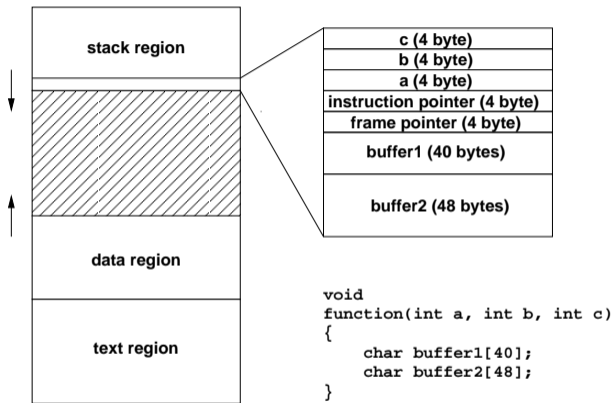 stack region
data region
text region
c (4 byte)
b (4 byte)
a (4 byte)
instruction pointer (4 byte)
frame pointer (4 byte)
buffer1 (40 bytes)
buffer2 (48 bytes)
void
function(int a, int b, int c)
{
    char buffer1[40];
    char buffer2[48];
}